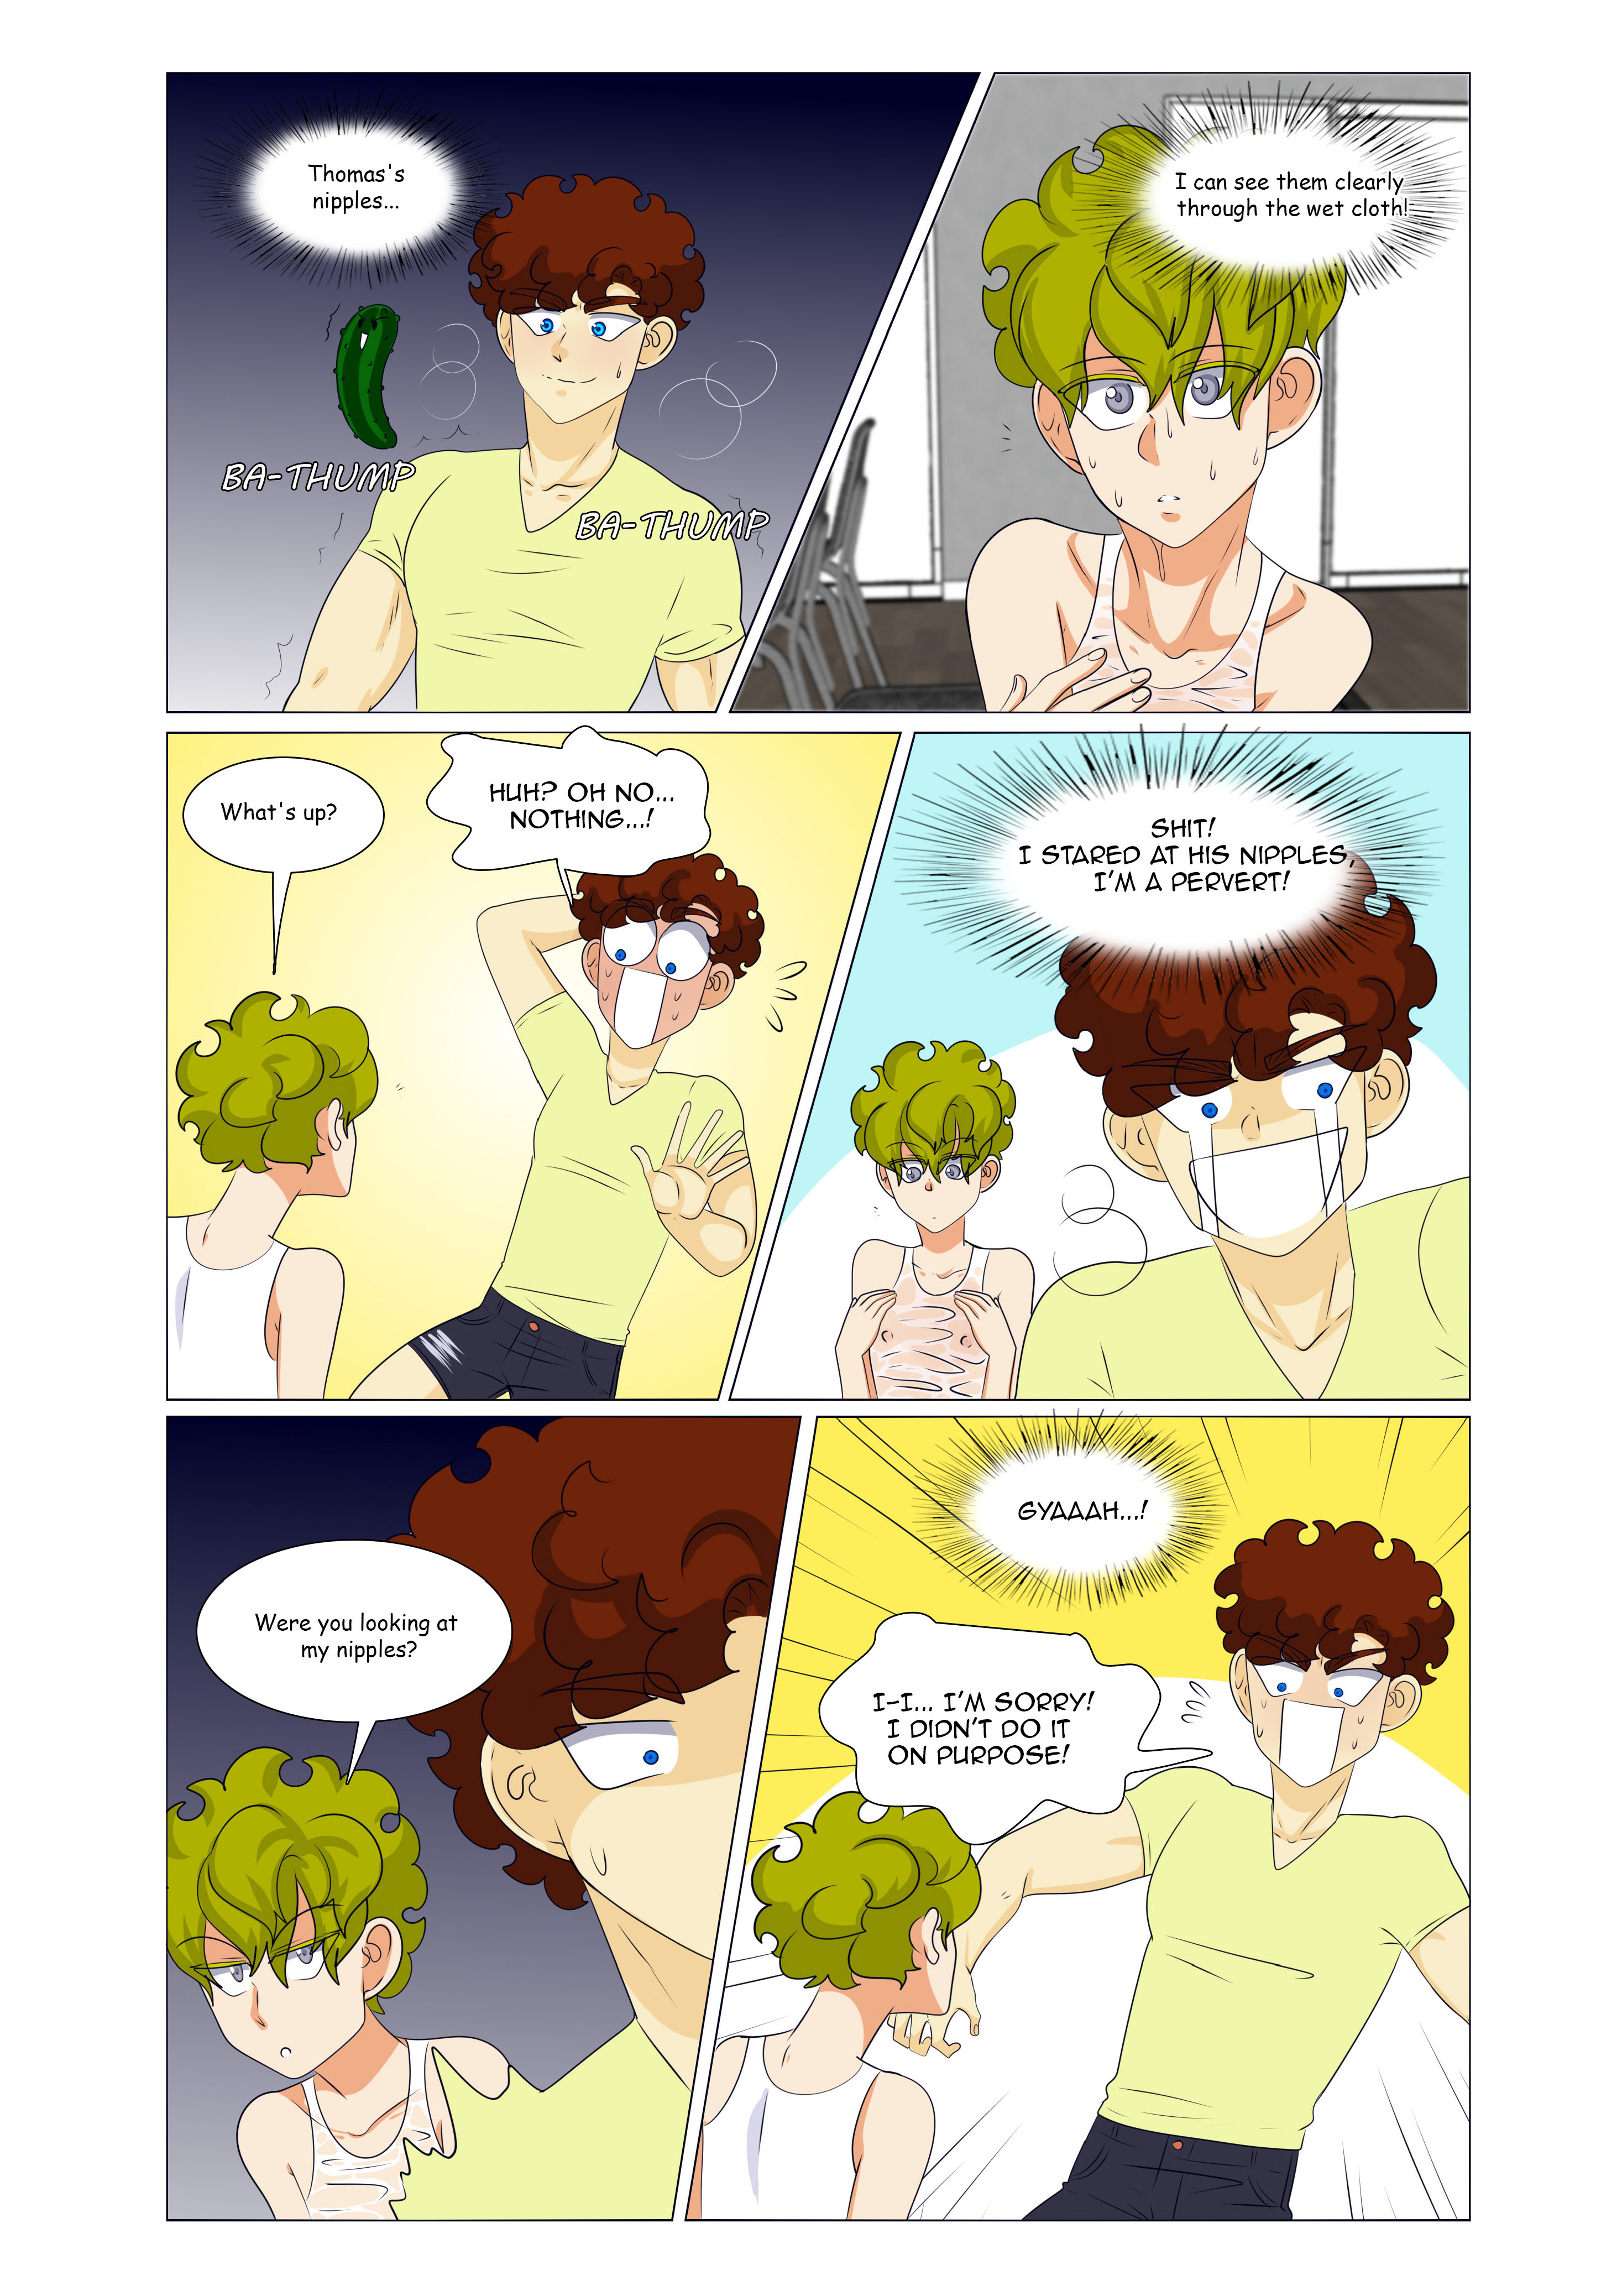 Thomas's
nipples...
BA-THUMP
BA-THUMP
I can see them clearly
through the wet cloth!
What's up?
HUH? OH NO...
NOTHING...!
SHIT!
I STARED AT HIS NIPPLES,
I'M A PERVERT!
Were you looking at
my nipples?
GYAAAH...!
I-I... I'M SORRY!
I DIDN'T DO IT
ON PURPOSE!